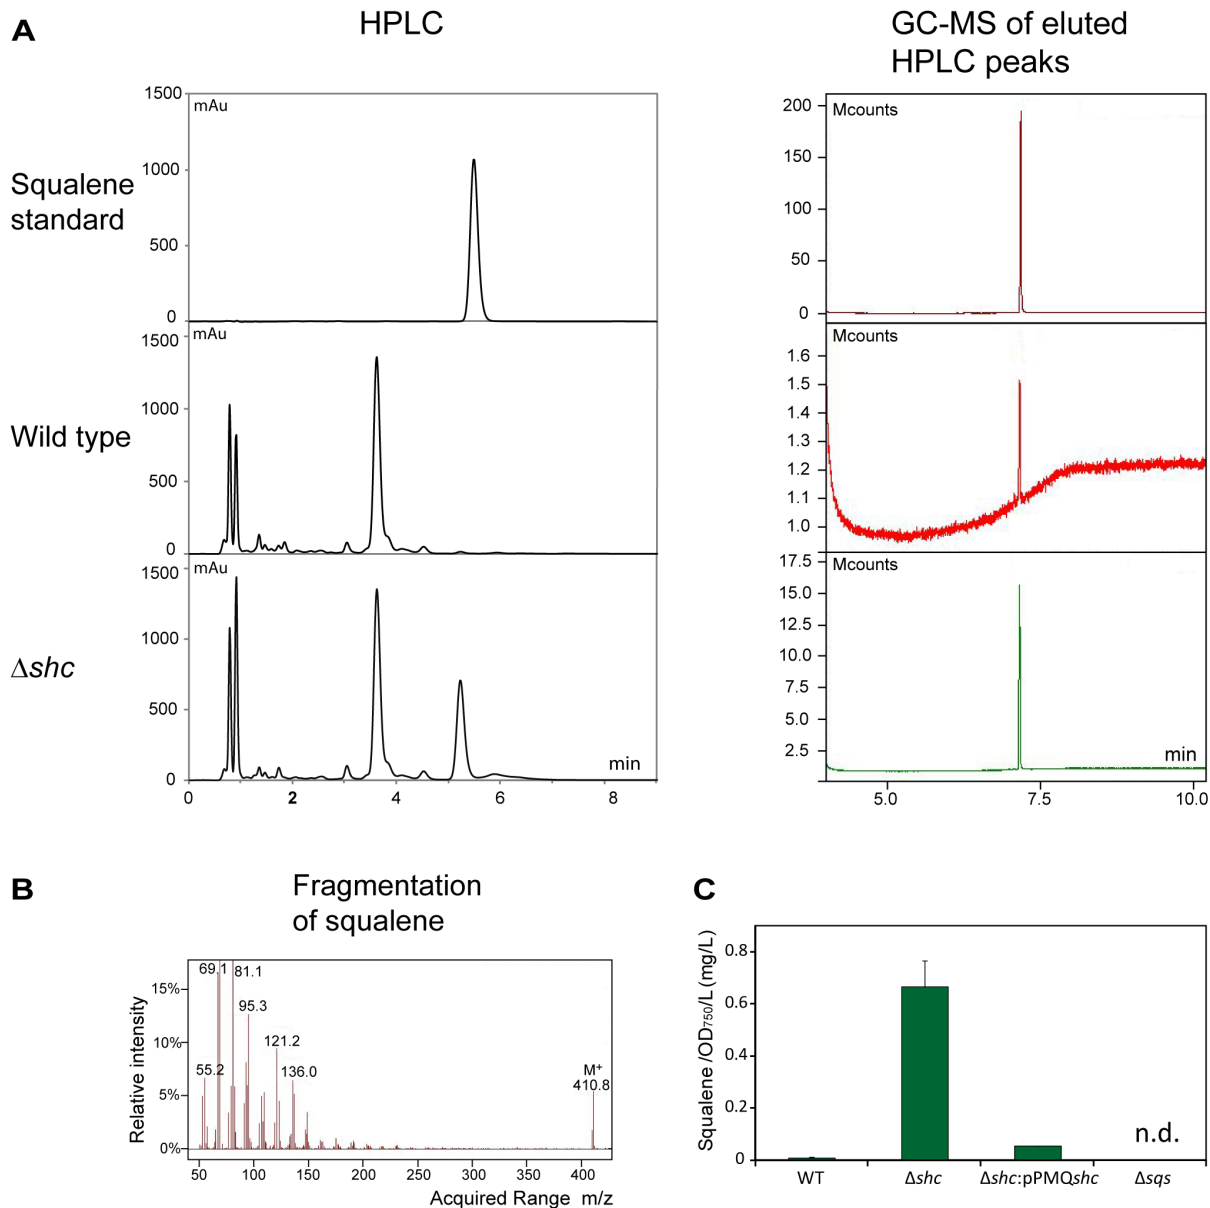 A
HPLC
GC-MS of eluted
HPLC peaks
Squalene
standard
1500
mAu
1000
500
0
200
Mcounts
150
100
50
0
Wild type
1500
mAu
1000
500
0
Mcounts
1.6
1.5
1.4
1.3
1.2
1.1
1.0
Δshc
1500
mAu
1000
500
0
min
0
2
4
6
8
17.5
Mcounts
15.0
12.5
10.0
7.5
5.0
2.5
min
5.0
7.5
10.0
B
Fragmentation
of squalene
Relative intensity
15%
10%
5%
0%
69.1
81.1
95.3
121.2
55.2
136.0
M+
410.8
50
100
150
200
250
300
350
400
Acquired Range m/z
C
Squalene /OD750/L (mg/L)
0.8
0.6
0.4
0.2
0
n.d.
WT
Δshc
Δshc:pPMQshc
Δsqs